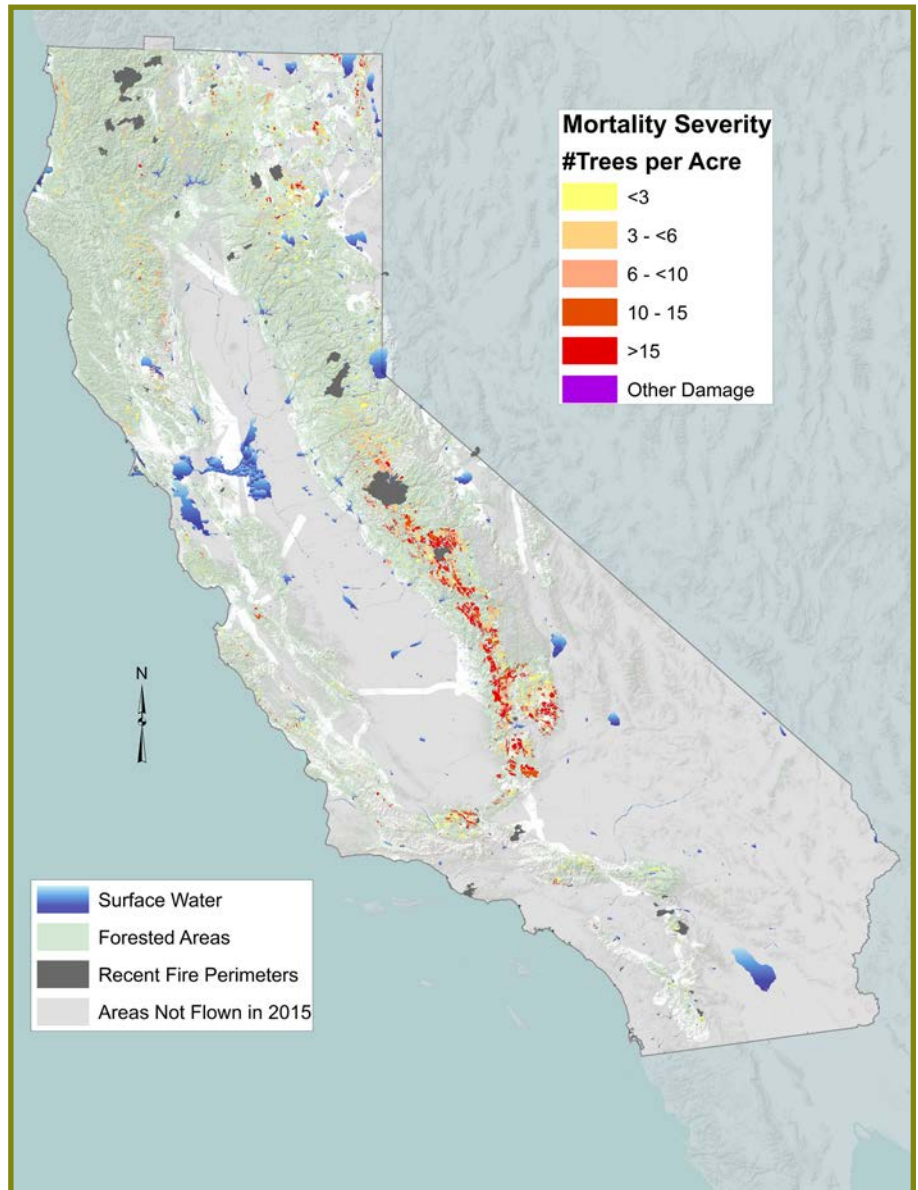 Mortality Severity
#Trees per Acre
<3
3 - <6
6 - <10
10 - 15
>15
Other Damage
N
Surface Water
Forested Areas
Recent Fire Perimeters
Areas Not Flown in 2015